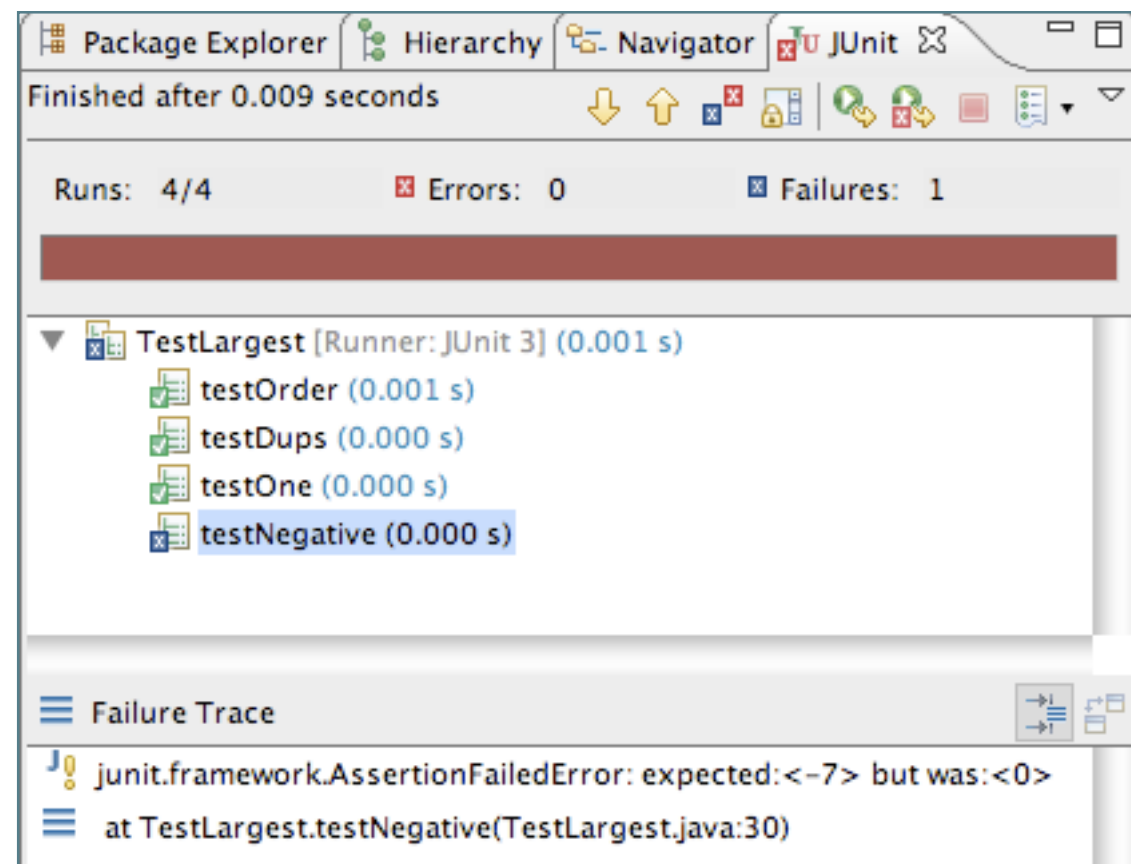 Package Explorer Hierarchy Navigator JUnit
Finished after 0.009 seconds
Runs: 4/4 Errors: 0 Failures: 1
TestLargest [Runner: JUnit 3] (0.001 s)
testOrder (0.001 s)
testDups (0.000 s)
testOne (0.000 s)
testNegative (0.000 s)
Failure Trace
junit.framework.AssertionFailedError: expected:<-7> but was:<0>
at TestLargest.testNegative(TestLargest.java:30)